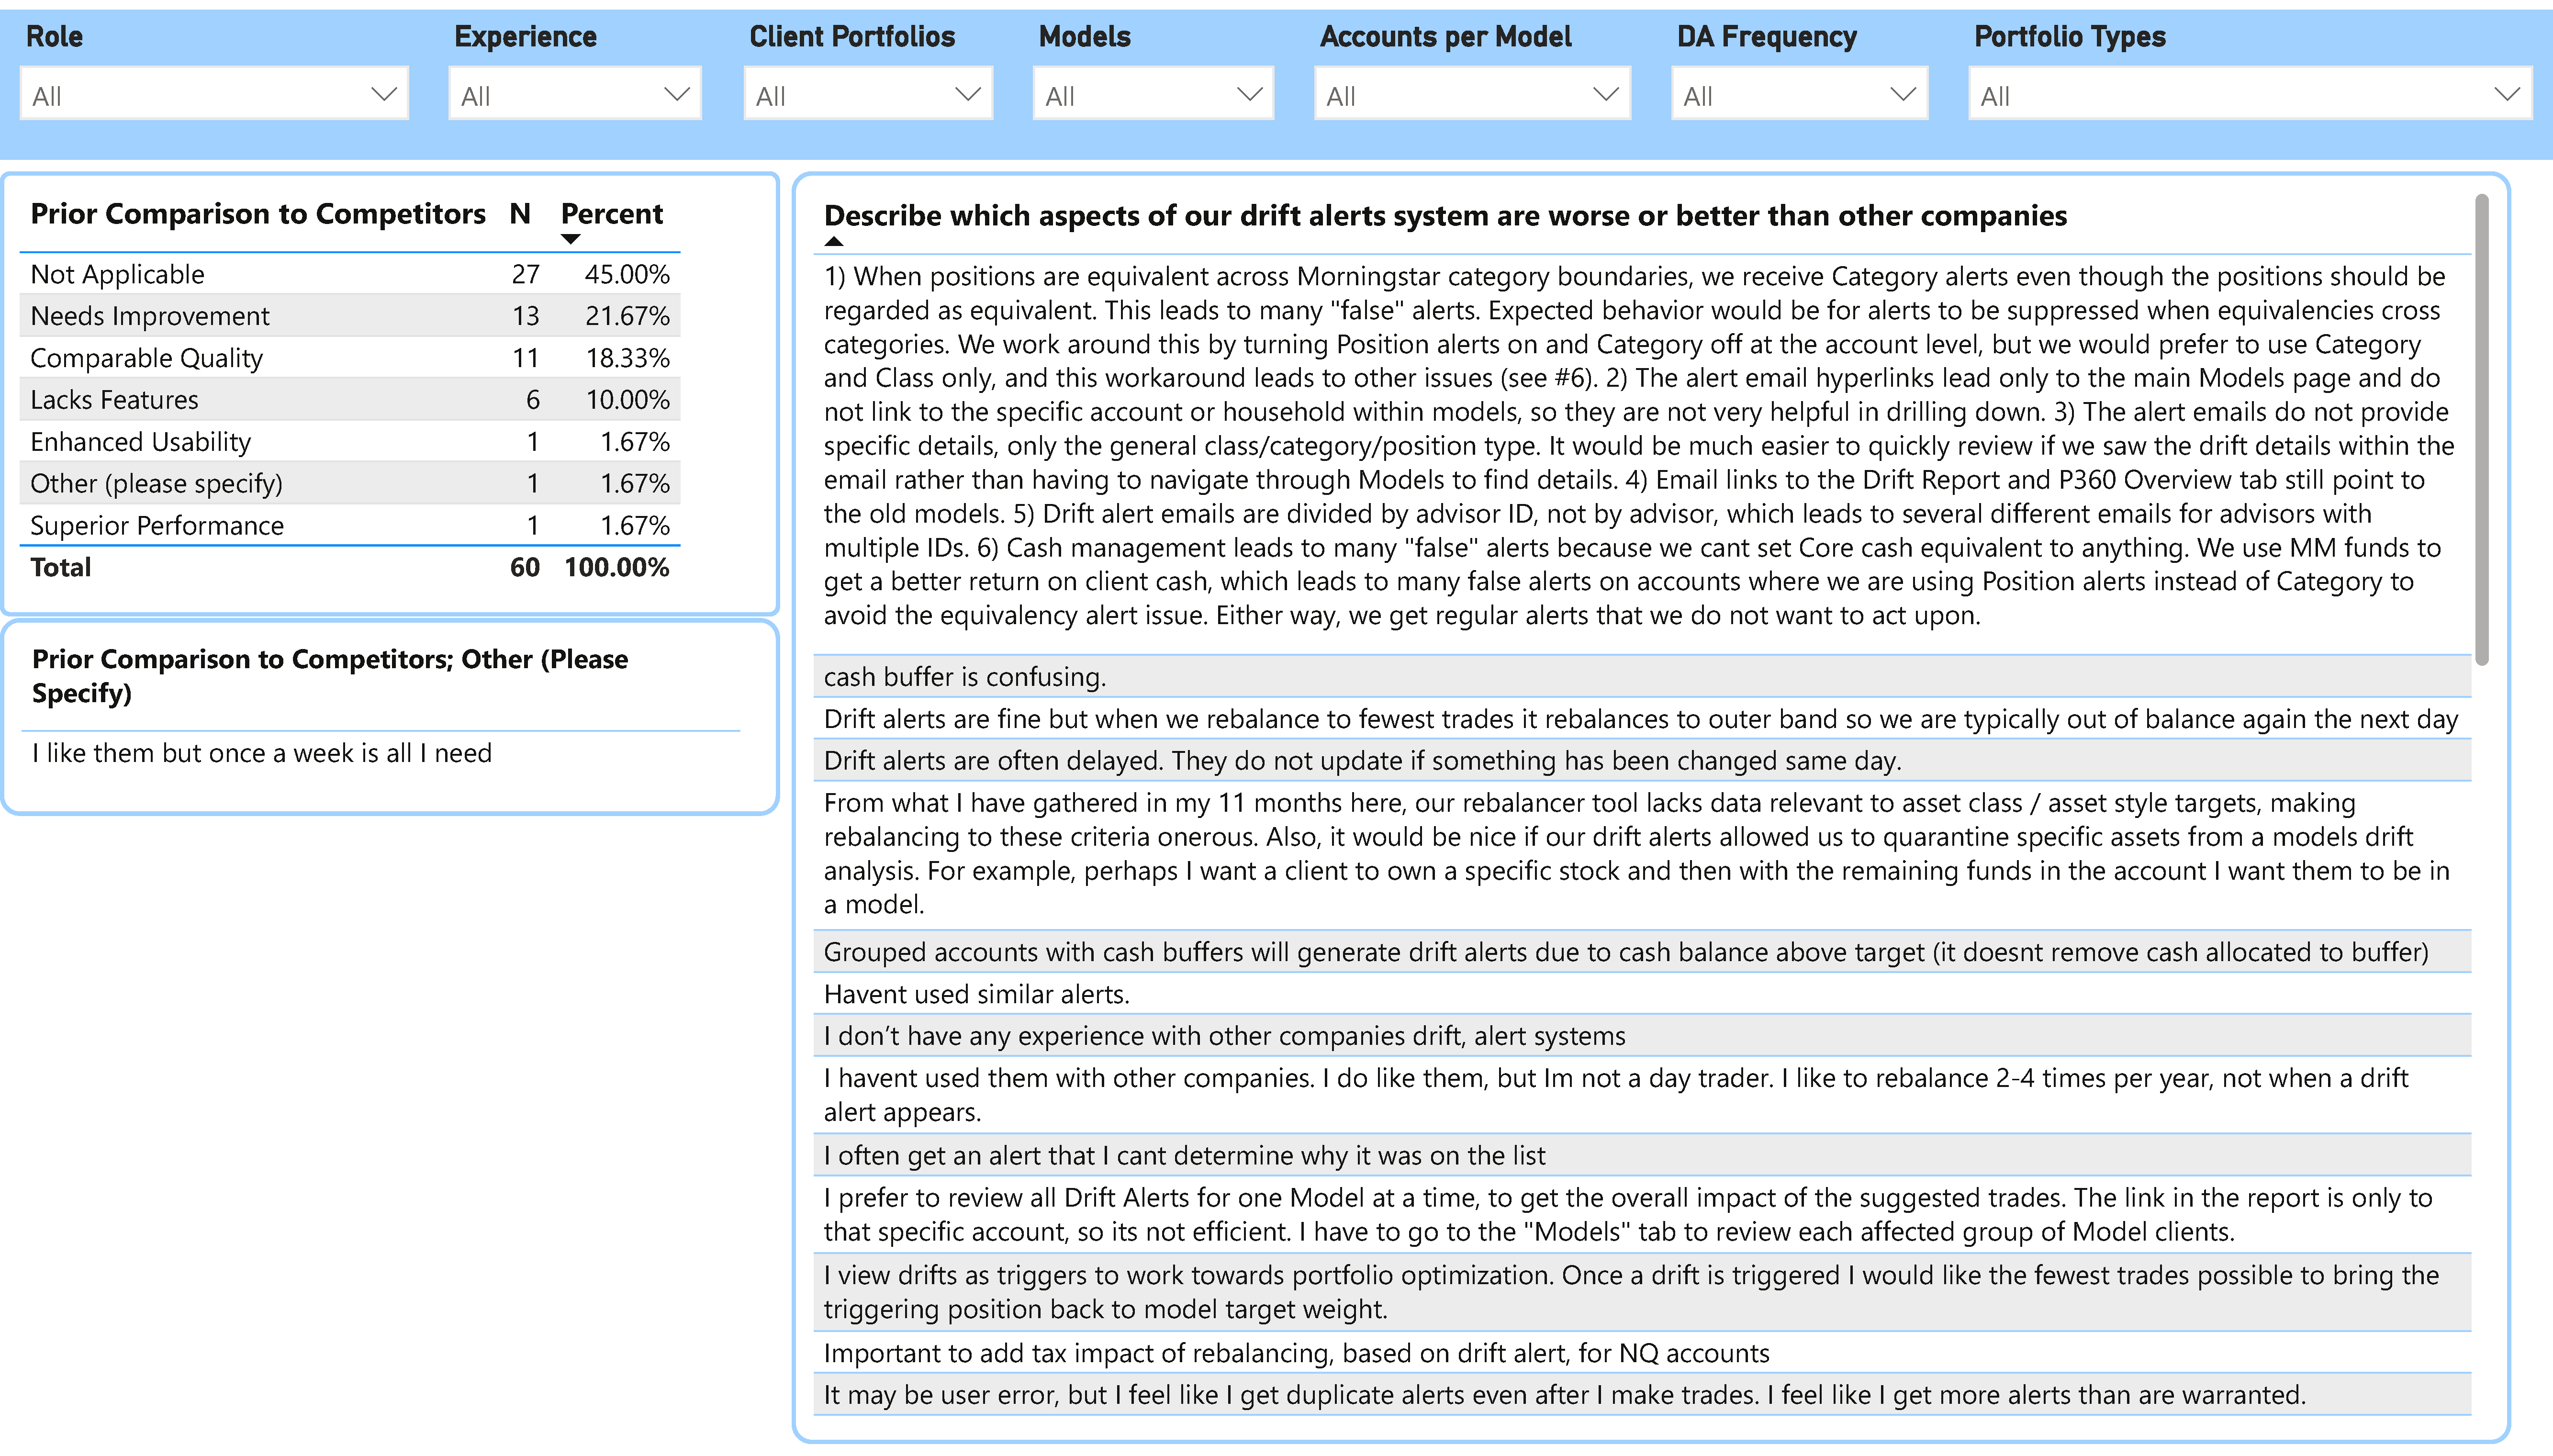 Role
Experience
Client Portfolios
Models
Accounts per Model
DA Frequency
Portfolio Types
All
All
All
All
All
All
All
Prior Comparison to Competitors N Percent
Not Applicable 27 45.00%
Needs Improvement 13 21.67%
Comparable Quality 11 18.33%
Lacks Features 6 10.00%
Enhanced Usability 1 1.67%
Other (please specify) 1 1.67%
Superior Performance 1 1.67%
Total 60 100.00%
Prior Comparison to Competitors; Other (Please
Specify)
I like them but once a week is all I need
Describe which aspects of our drift alerts system are worse or better than other companies
1) When positions are equivalent across Morningstar category boundaries, we receive Category alerts even though the positions should be
regarded as equivalent. This leads to many "false" alerts. Expected behavior would be for alerts to be suppressed when equivalencies cross
categories. We work around this by turning Position alerts on and Category off at the account level, but we would prefer to use Category
and Class only, and this workaround leads to other issues (see #6). 2) The alert email hyperlinks lead only to the main Models page and do
not link to the specific account or household within models, so they are not very helpful in drilling down. 3) The alert emails do not provide
specific details, only the general class/category/position type. It would be much easier to quickly review if we saw the drift details within the
email rather than having to navigate through Models to find details. 4) Email links to the Drift Report and P360 Overview tab still point to
the old models. 5) Drift alert emails are divided by advisor ID, not by advisor, which leads to several different emails for advisors with
multiple IDs. 6) Cash management leads to many "false" alerts because we cant set Core cash equivalent to anything. We use MM funds to
get a better return on client cash, which leads to many false alerts on accounts where we are using Position alerts instead of Category to
avoid the equivalency alert issue. Either way, we get regular alerts that we do not want to act upon.
cash buffer is confusing.
Drift alerts are fine but when we rebalance to fewest trades it rebalances to outer band so we are typically out of balance again the next day
Drift alerts are often delayed. They do not update if something has been changed same day.
From what I have gathered in my 11 months here, our rebalancer tool lacks data relevant to asset class / asset style targets, making
rebalancing to these criteria onerous. Also, it would be nice if our drift alerts allowed us to quarantine specific assets from a models drift
analysis. For example, perhaps I want a client to own a specific stock and then with the remaining funds in the account I want them to be in
a model.
Grouped accounts with cash buffers will generate drift alerts due to cash balance above target (it doesnt remove cash allocated to buffer)
Havent used similar alerts.
I don’t have any experience with other companies drift, alert systems
I havent used them with other companies. I do like them, but Im not a day trader. I like to rebalance 2-4 times per year, not when a drift
alert appears.
I often get an alert that I cant determine why it was on the list
I prefer to review all Drift Alerts for one Model at a time, to get the overall impact of the suggested trades. The link in the report is only to
that specific account, so its not efficient. I have to go to the "Models" tab to review each affected group of Model clients.
I view drifts as triggers to work towards portfolio optimization. Once a drift is triggered I would like the fewest trades possible to bring the
triggering position back to model target weight.
Important to add tax impact of rebalancing, based on drift alert, for NQ accounts
It may be user error, but I feel like I get duplicate alerts even after I make trades. I feel like I get more alerts than are warranted.